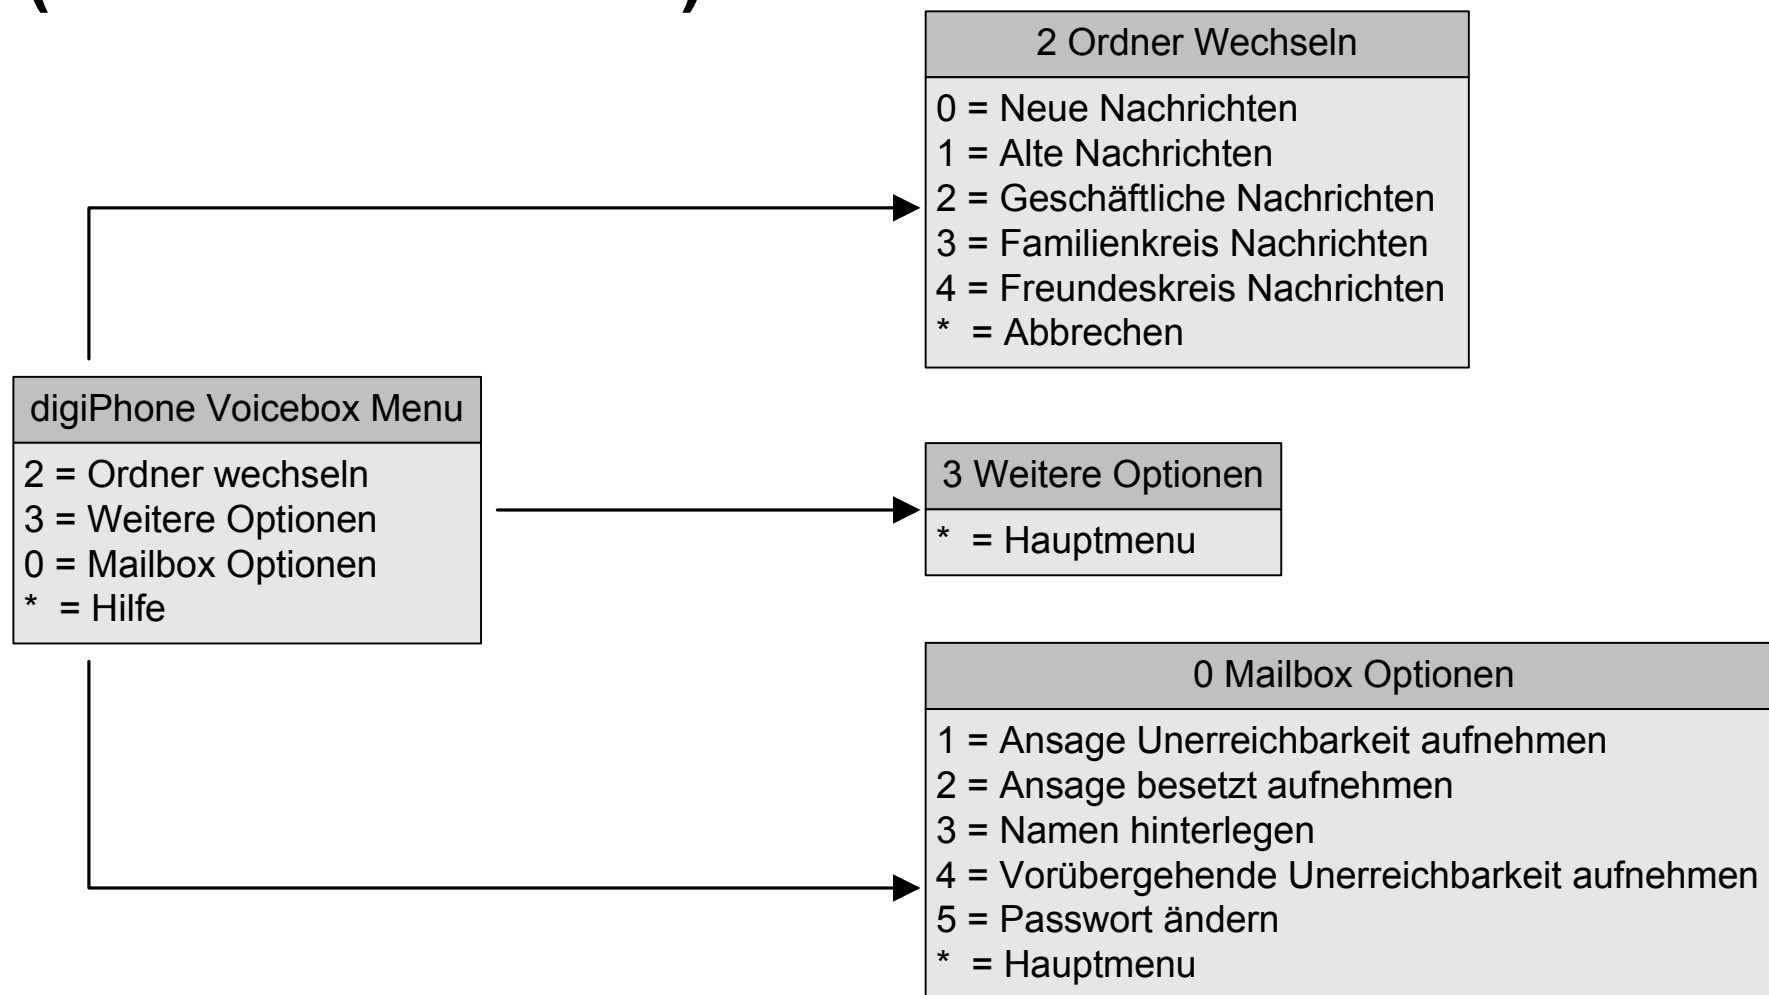 2 Ordner Wechseln
0 = Neue Nachrichten
1 = Alte Nachrichten
2 = Geschäftliche Nachrichten
3 = Familienkreis Nachrichten
4 = Freundeskreis Nachrichten
* = Abbrechen
digiPhone Voicebox Menu
2 = Ordner wechseln
3 = Weitere Optionen
0 = Mailbox Optionen
* = Hilfe
3 Weitere Optionen
* = Hauptmenu
0 Mailbox Optionen
1 = Ansage Unerreichbarkeit aufnehmen
2 = Ansage besetzt aufnehmen
3 = Namen hinterlegen
4 = Vorübergehende Unerreichbarkeit aufnehmen
5 = Passwort ändern
* = Hauptmenu